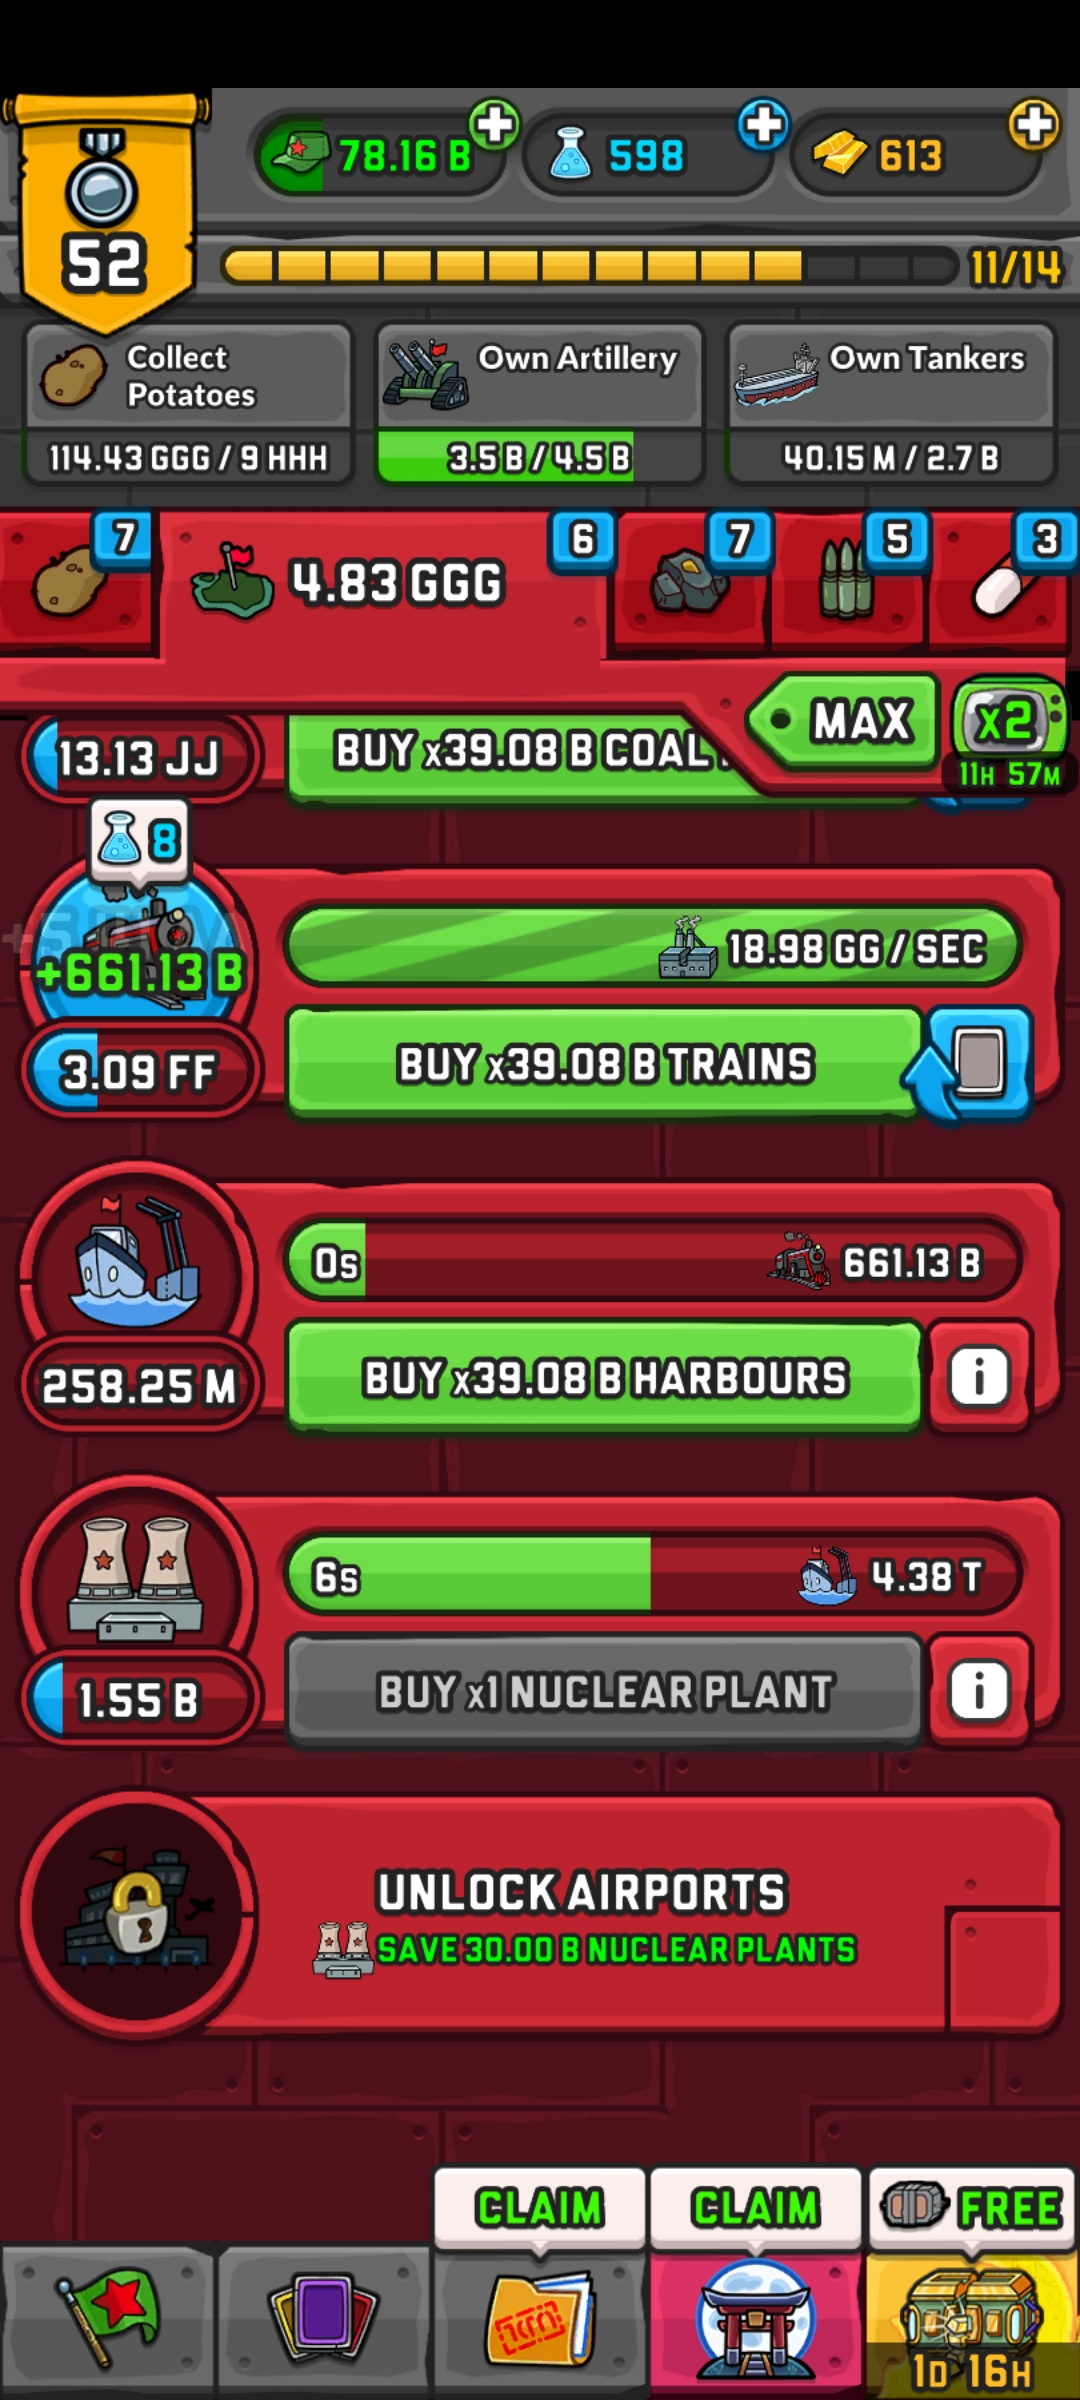 78.16 B
598
613
52
11/14
Collect
Potatoes
Own Artillery
Own Tankers
114.43 GGG / 9 HHH
3.5 B / 4.5 B
40.15 M / 2.7 B
7
4.83 GGG
6
7
5
3
MAX
x2
11H 57M
13.13 JJ
BUY x39.08 B COAL
8
+661.13 B
18.98 GG / SEC
3.09 FF
BUY x39.08 B TRAINS
0s
661.13 B
258.25 M
BUY x39.08 B HARBOURS
i
6s
4.38 T
1.55 B
BUY x1 NUCLEAR PLANT
i
UNLOCK AIRPORTS
SAVE 30.00 B NUCLEAR PLANTS
CLAIM
CLAIM
FREE
1D 16H